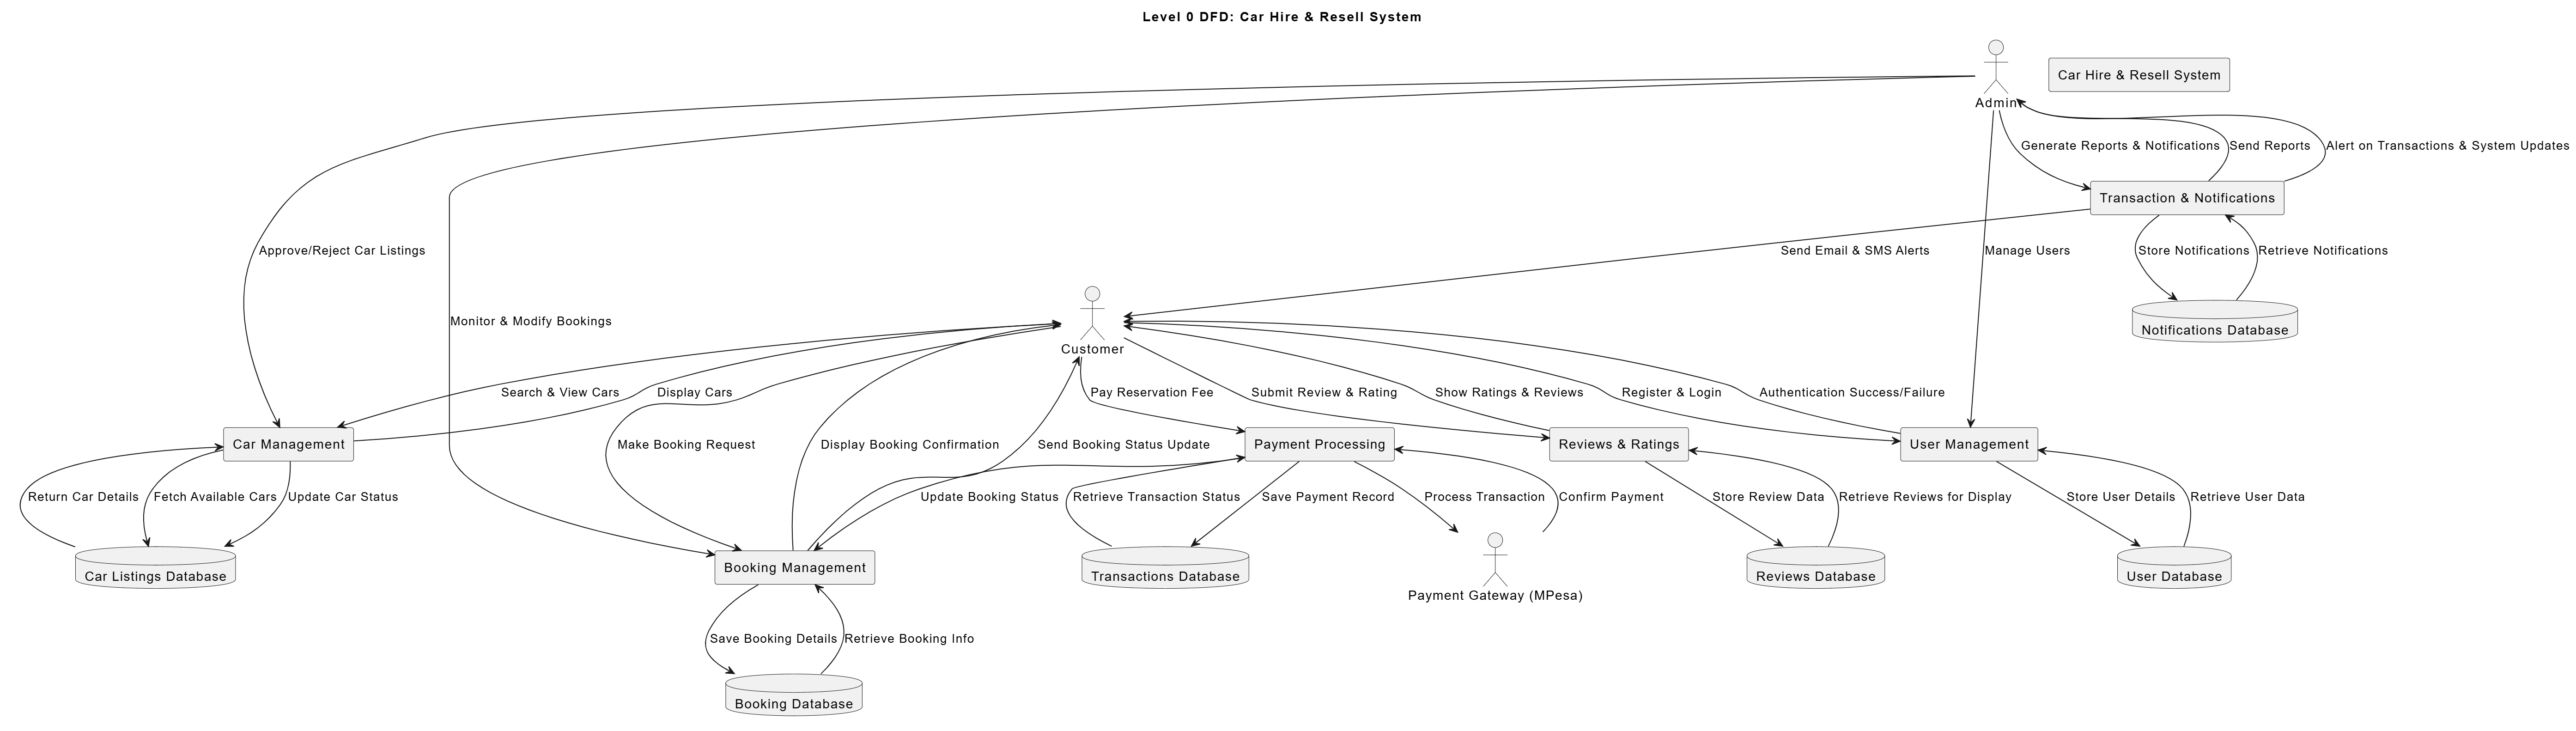 Level 0 DFD: Car Hire & Resell System
Car Hire & Resell System
Admin
Generate Reports & Notifications
Send Reports
Alert on Transactions & System Updates
Transaction & Notifications
Approve/Reject Car Listings
Send Email & SMS Alerts
Manage Users
Store Notifications
Retrieve Notifications
Monitor & Modify Bookings
Notifications Database
Customer
Search & View Cars
Display Cars
Pay Reservation Fee
Submit Review & Rating
Show Ratings & Reviews
Register & Login
Authentication Success/Failure
Car Management
Make Booking Request
Display Booking Confirmation
Send Booking Status Update
Payment Processing
Reviews & Ratings
User Management
Return Car Details
Fetch Available Cars
Update Car Status
Update Booking Status
Retrieve Transaction Status
Save Payment Record
Process Transaction
Confirm Payment
Store Review Data
Retrieve Reviews for Display
Store User Details
Retrieve User Data
Car Listings Database
Booking Management
Transactions Database
Payment Gateway (MPesa)
Reviews Database
User Database
Save Booking Details
Retrieve Booking Info
Booking Database